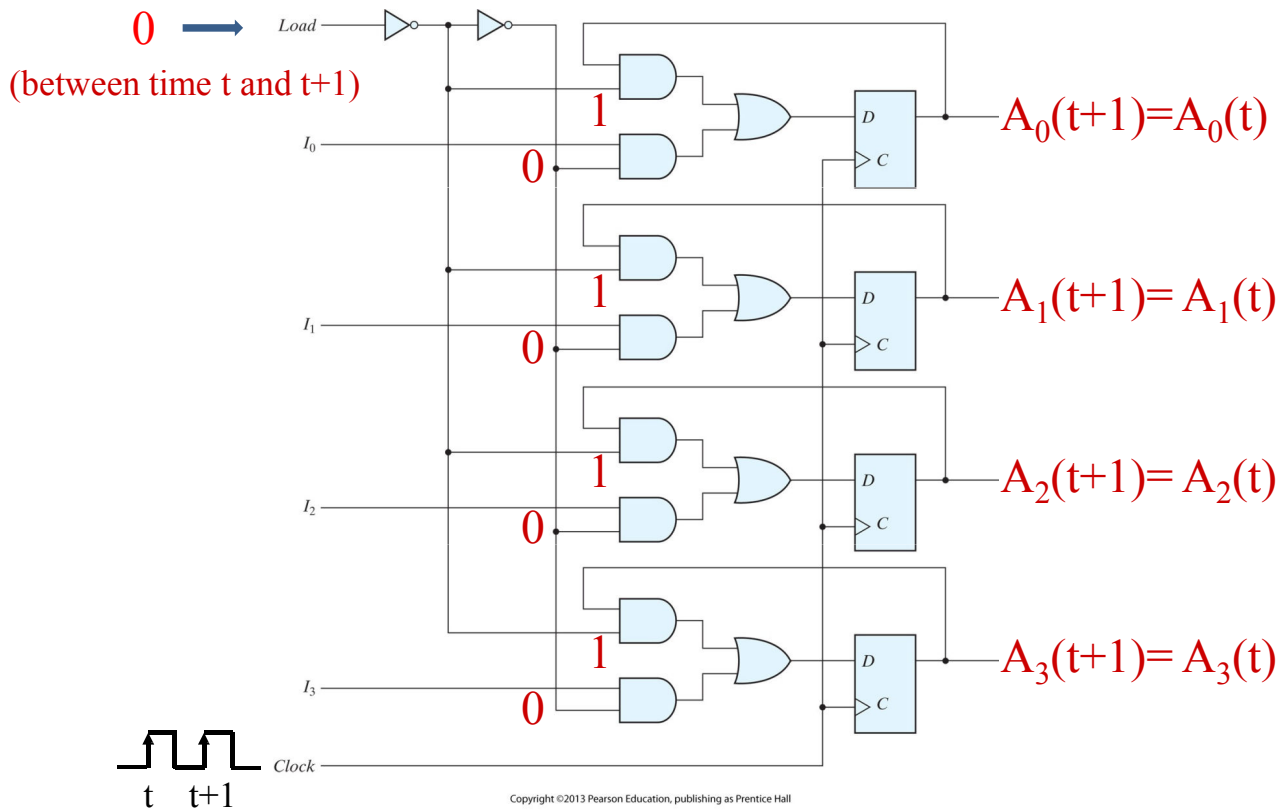 0
Load
(between time t and t+1)
1
I₀
0
D
C
A₀(t+1)=A₀(t)
1
I₁
0
D
C
A₁(t+1)= A₁(t)
1
I₂
0
D
C
A₂(t+1)= A₂(t)
1
I₃
0
D
C
A₃(t+1)= A₃(t)
Clock
t t+1
Copyright ©2013 Pearson Education, publishing as Prentice Hall